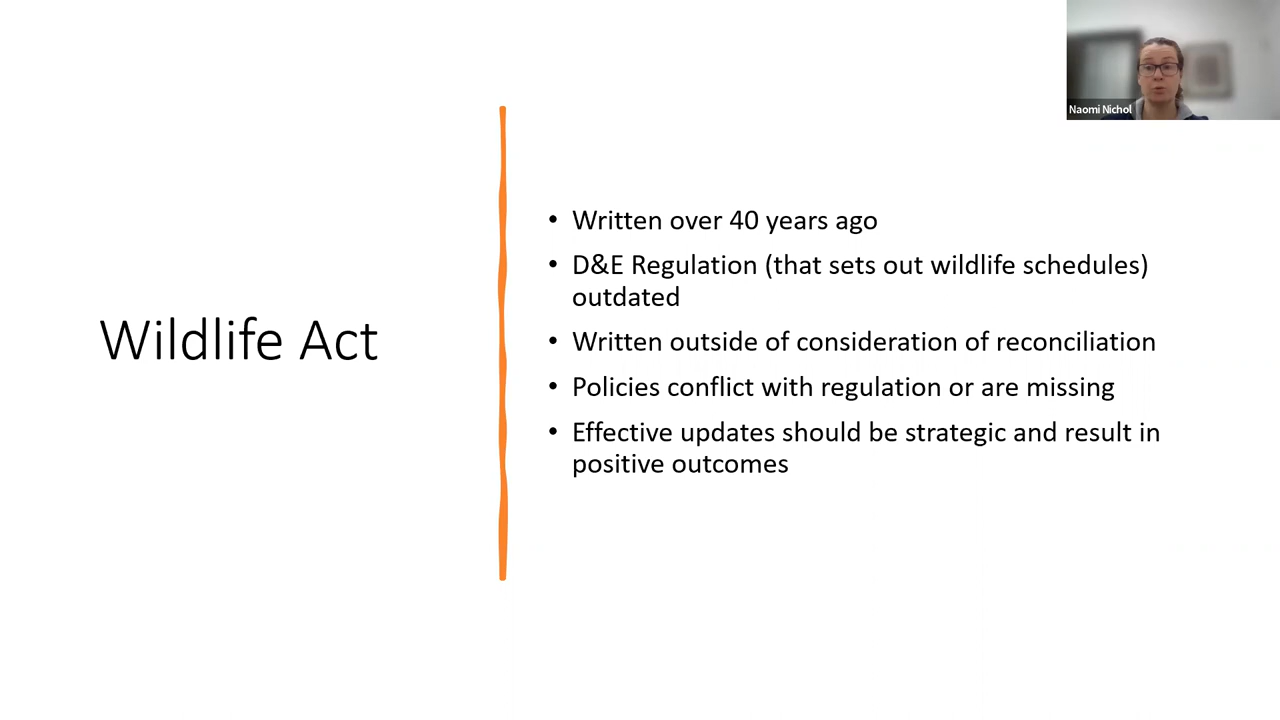 Naomi Nichol
Wildlife Act
• Written over 40 years ago
• D&E Regulation (that sets out wildlife schedules)
outdated
• Written outside of consideration of reconciliation
• Policies conflict with regulation or are missing
• Effective updates should be strategic and result in
positive outcomes